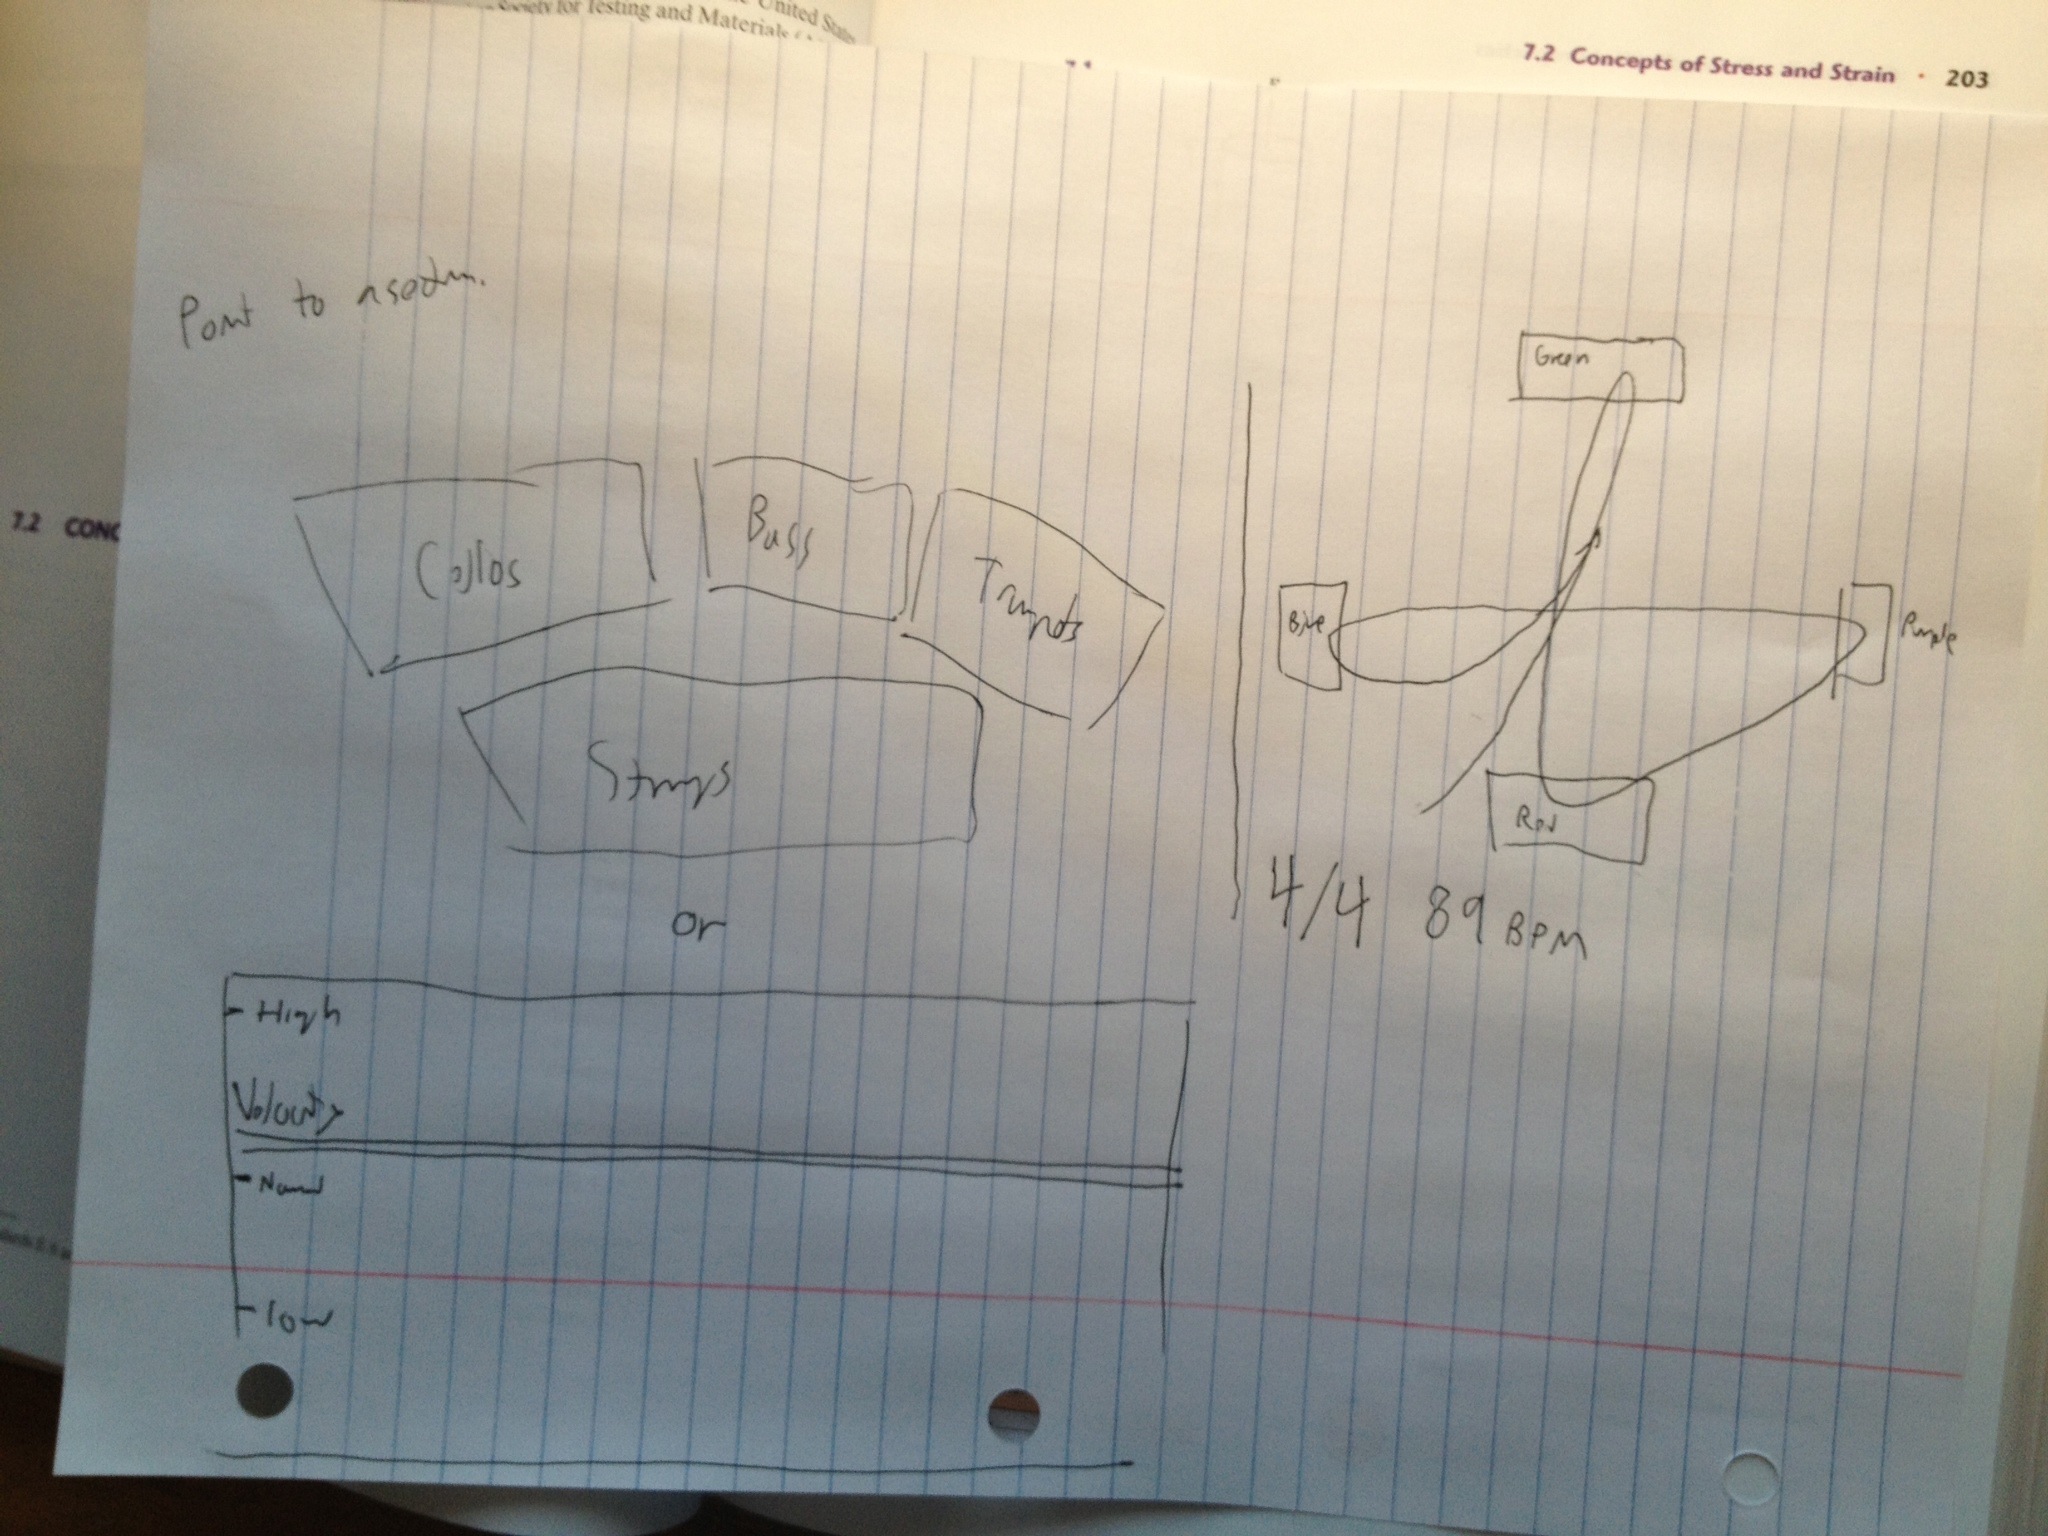 United States
Society for Testing and Materials
7.2 Concepts of Stress and Strain • 203
7.2 CONC
Point to a section.
Cellos
Bass
Trumpets
Strings
or
High
Velocity
low
Green
Blue
Purple
Red
4/4 89 BPM